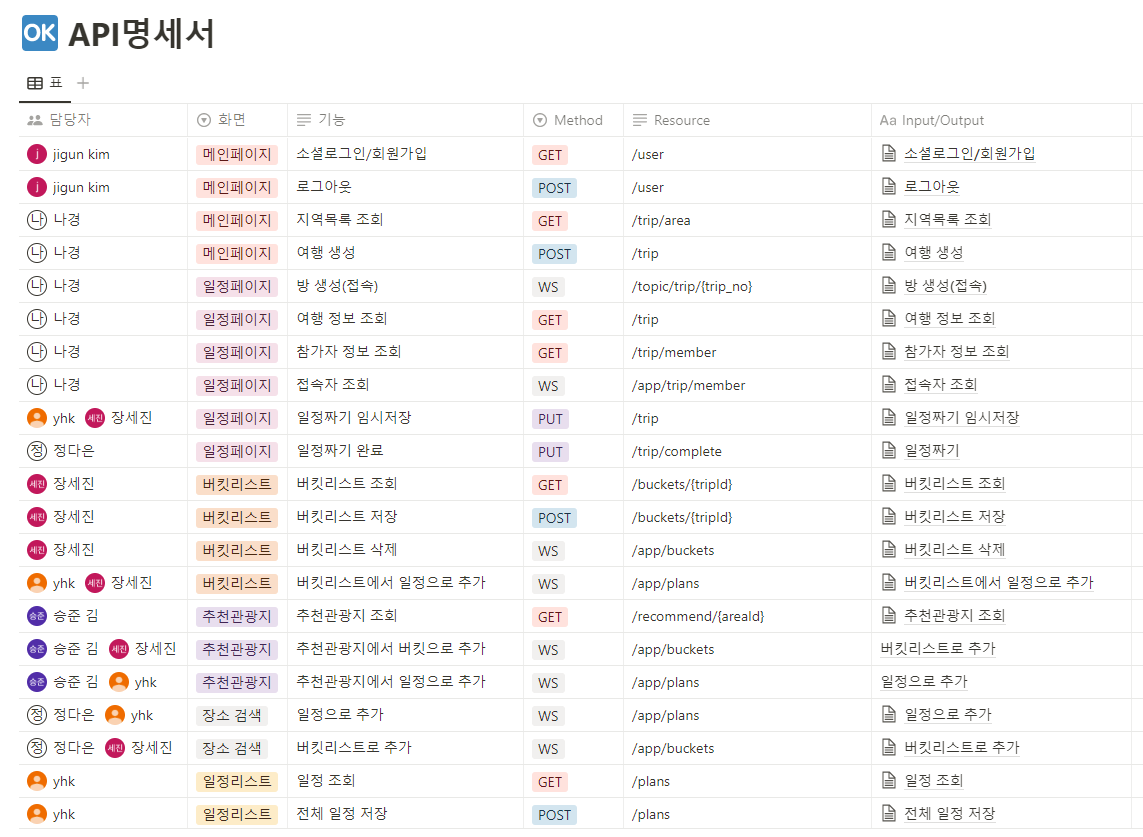 OK API명세서
표
담당자 화면 기능 Method Resource Aa Input/Output
j jigun kim 메인페이지 소셜로그인/회원가입 GET /user 소셜로그인/회원가입
j jigun kim 메인페이지 로그아웃 POST /user 로그아웃
나 나경 메인페이지 지역목록 조회 GET /trip/area 지역목록 조회
나 나경 메인페이지 여행 생성 POST /trip 여행 생성
나 나경 일정페이지 방 생성(접속) WS /topic/trip/{trip_no} 방 생성(접속)
나 나경 일정페이지 여행 정보 조회 GET /trip 여행 정보 조회
나 나경 일정페이지 참가자 정보 조회 GET /trip/member 참가자 정보 조회
나 나경 일정페이지 접속자 조회 WS /app/trip/member 접속자 조회
yhk 세진 장세진 일정페이지 일정짜기 임시저장 PUT /trip 일정짜기 임시저장
정 정다은 일정페이지 일정짜기 완료 PUT /trip/complete 일정짜기
세진 장세진 버킷리스트 버킷리스트 조회 GET /buckets/{tripId} 버킷리스트 조회
세진 장세진 버킷리스트 버킷리스트 저장 POST /buckets/{tripId} 버킷리스트 저장
세진 장세진 버킷리스트 버킷리스트 삭제 WS /app/buckets 버킷리스트 삭제
yhk 세진 장세진 버킷리스트 버킷리스트에서 일정으로 추가 WS /app/plans 버킷리스트에서 일정으로 추가
승준 승준 김 추천관광지 추천관광지 조회 GET /recommend/{areaId} 추천관광지 조회
승준 승준 김 세진 장세진 추천관광지 추천관광지에서 버킷으로 추가 WS /app/buckets 버킷리스트로 추가
승준 승준 김 yhk 추천관광지 추천관광지에서 일정으로 추가 WS /app/plans 일정으로 추가
정 정다은 yhk 장소 검색 일정으로 추가 WS /app/plans 일정으로 추가
정 정다은 세진 장세진 장소 검색 버킷리스트로 추가 WS /app/buckets 버킷리스트로 추가
yhk 일정리스트 일정 조회 GET /plans 일정 조회
yhk 일정리스트 전체 일정 저장 POST /plans 전체 일정 저장